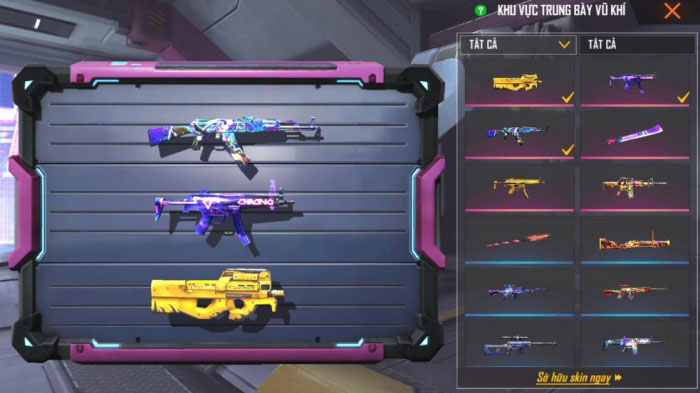 KHU VỰC TRƯNG BÀY VŨ KHÍ
TẤT CẢ
TẤT CẢ
CHRONO
Sở hữu skin ngay